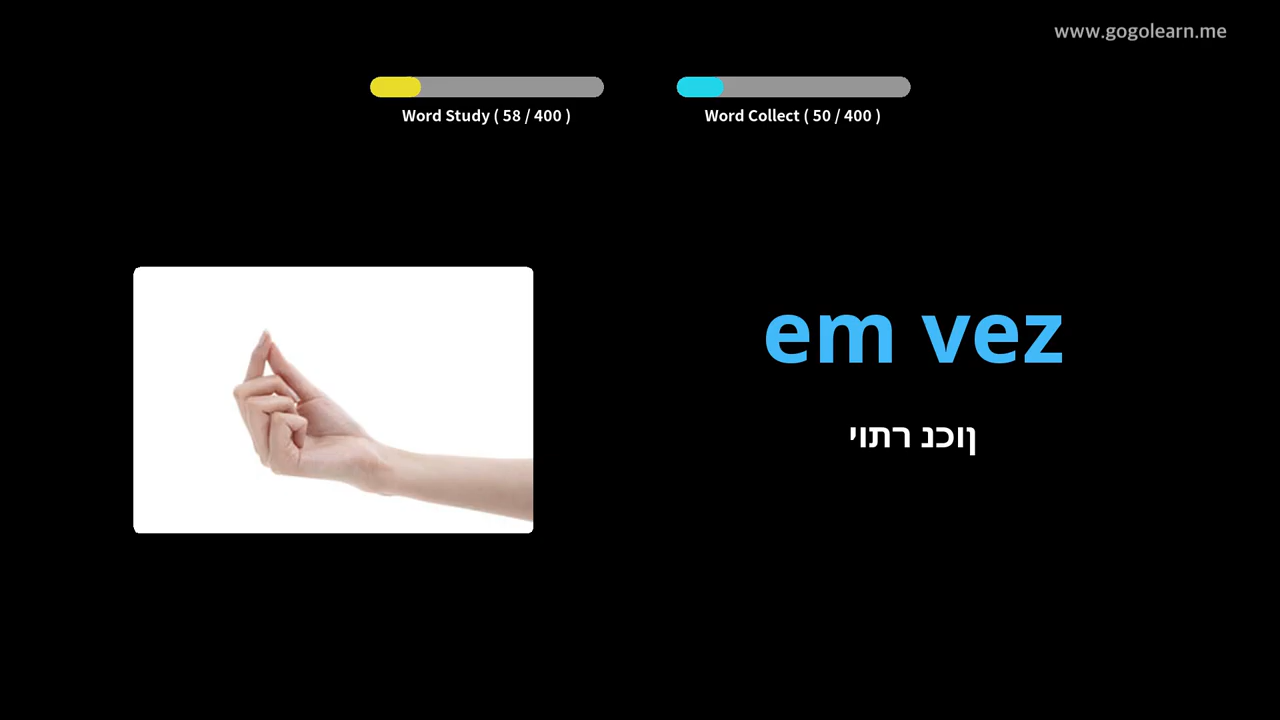 www.gogolearn.me
Word Study ( 58 / 400 )
Word Collect ( 50 / 400 )
em vez
ןוכנ רתוי